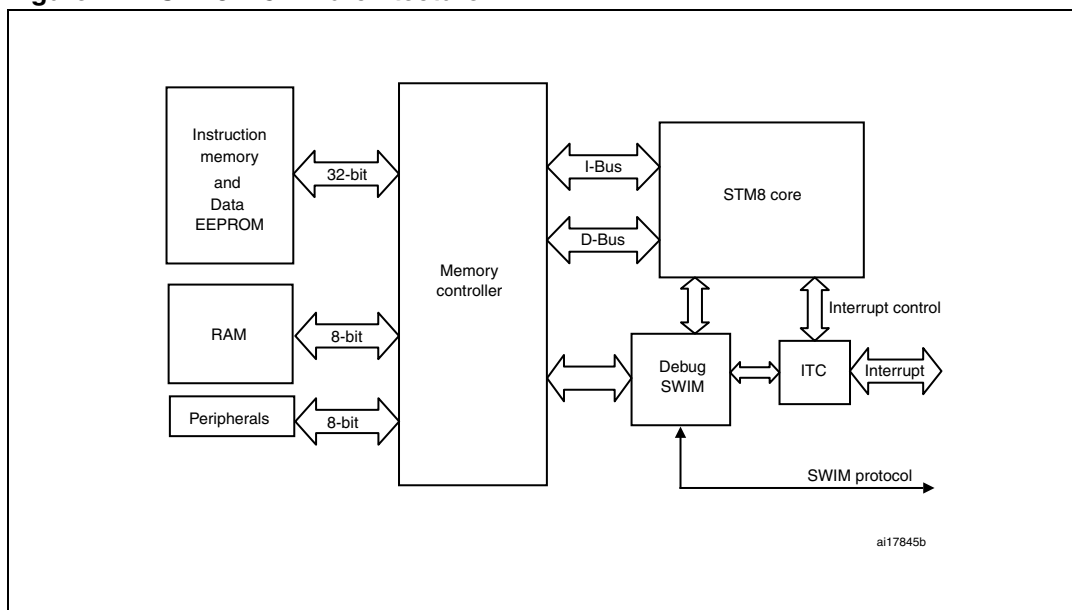 Instruction
memory
and
Data
EEPROM
32-bit
I-Bus
STM8 core
D-Bus
Memory
controller
Interrupt control
RAM
8-bit
Debug
SWIM
ITC
Interrupt
Peripherals
8-bit
SWIM protocol
ai17845b